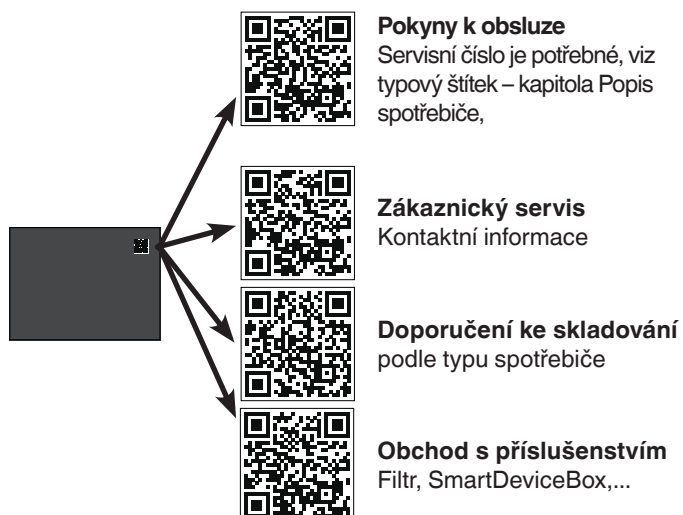 Pokyny k obsluze
Servisní číslo je potřebné, viz
typový štítek – kapitola Popis
spotřebiče,
Zákaznický servis
Kontaktní informace
Doporučení ke skladování
podle typu spotřebiče
Obchod s příslušenstvím
Filtr, SmartDeviceBox,...